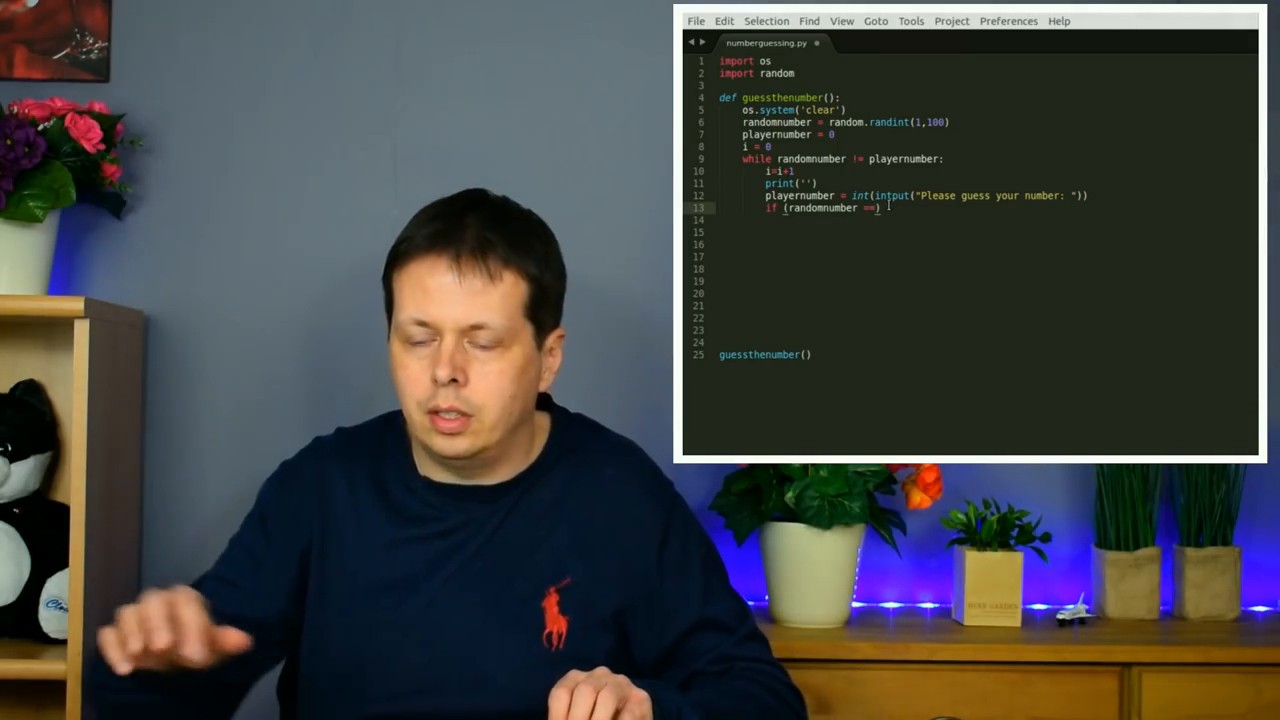 File Edit Selection Find View Goto Tools Project Preferences Help
numberguessing.py
1 import os
2 import random
3
4 def guessthenumber():
5 os.system('clear')
6 randomnumber = random.randint(1,100)
7 playernumber = 0
8 i = 0
9 while randomnumber != playernumber:
10 i=i+1
11 print('')
12 playernumber = int(intput("Please guess your number: "))
13 if (randomnumber ==)
14
15
16
17
18
19
20
21
22
23
24
25 guessthenumber()
HERB GARDEN